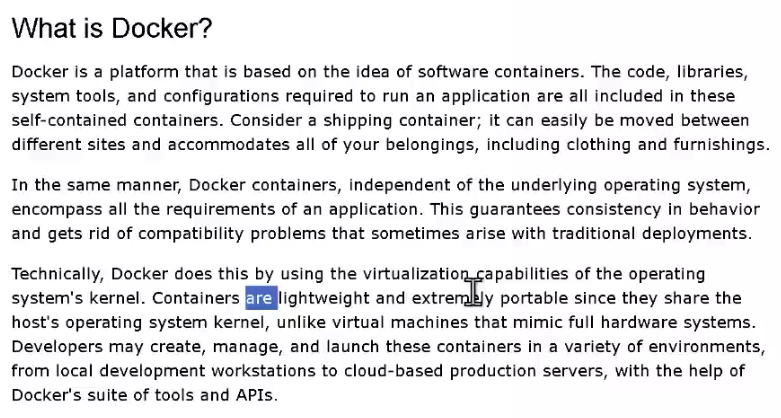 What is Docker?
Docker is a platform that is based on the idea of software containers. The code, libraries,
system tools, and configurations required to run an application are all included in these
self-contained containers. Consider a shipping container; it can easily be moved between
different sites and accommodates all of your belongings, including clothing and furnishings.
In the same manner, Docker containers, independent of the underlying operating system,
encompass all the requirements of an application. This guarantees consistency in behavior
and gets rid of compatibility problems that sometimes arise with traditional deployments.
Technically, Docker does this by using the virtualization capabilities of the operating
system's kernel. Containers are lightweight and extremely portable since they share the
host's operating system kernel, unlike virtual machines that mimic full hardware systems.
Developers may create, manage, and launch these containers in a variety of environments,
from local development workstations to cloud-based production servers, with the help of
Docker's suite of tools and APIs.